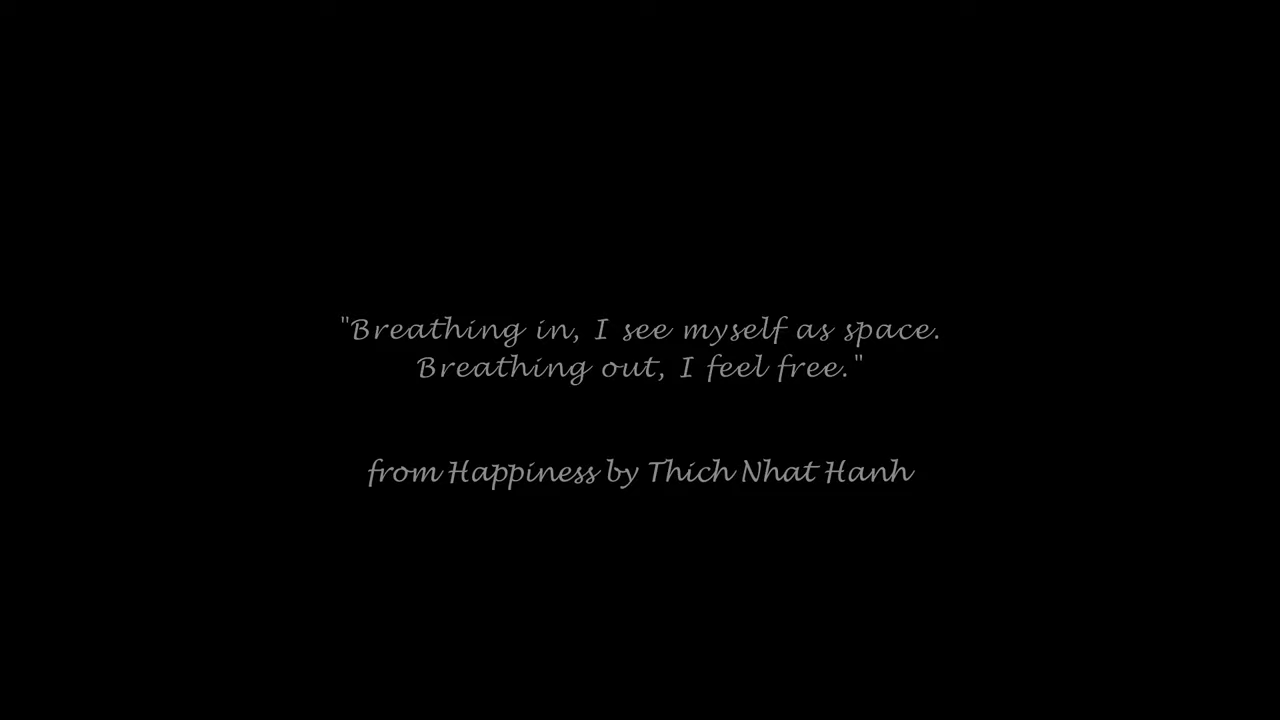 "Breathing in, I see myself as space.
Breathing out, I feel free."
from Happiness by Thich Nhat Hanh